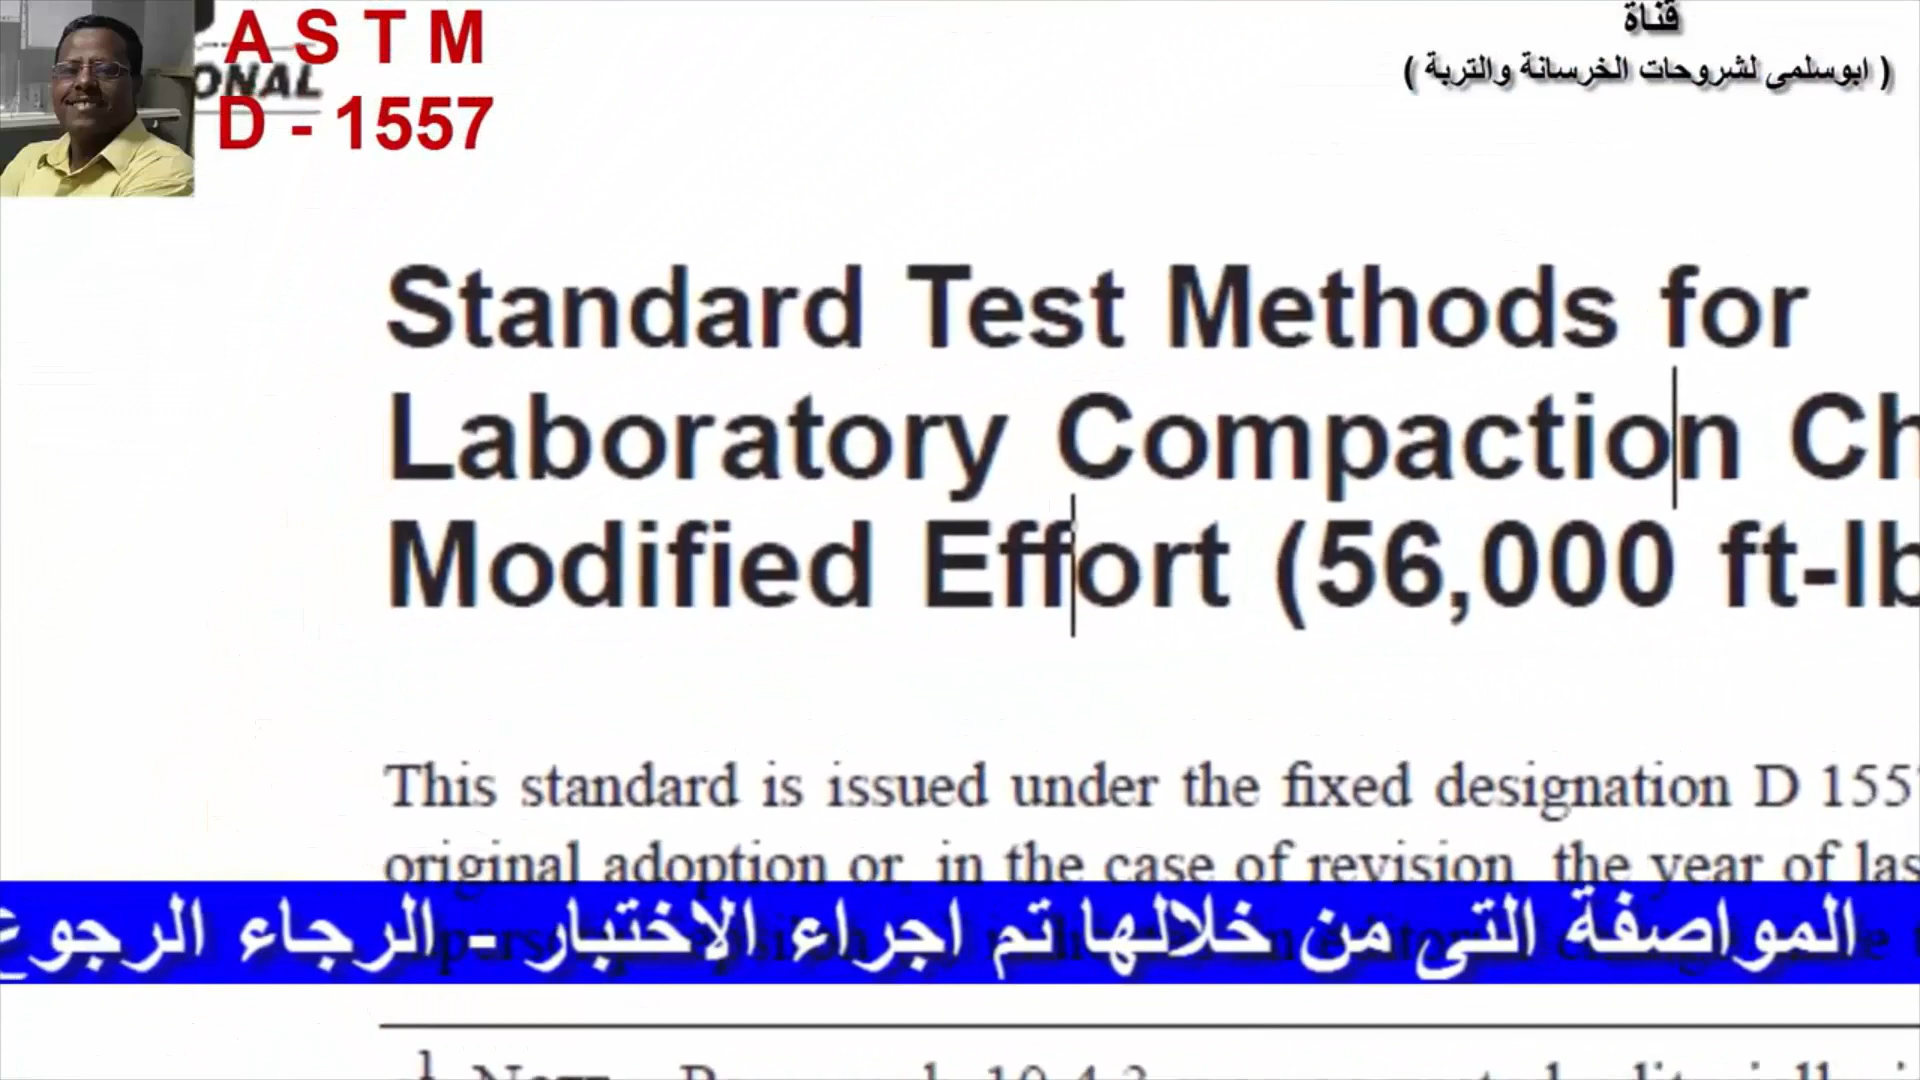 A S T M
ONAL
D - 1557
قناة
( ابوسلمى لشروحات الخرسانة والتربة )
Standard Test Methods for
Laboratory Compaction Ch
Modified Effort (56,000 ft-lb
This standard is issued under the fixed designation D 155
original adoption or, in the case of revision, the year of las
المواصفة التى من خلالها تم اجراء الاختبار - الرجاء الرجوع